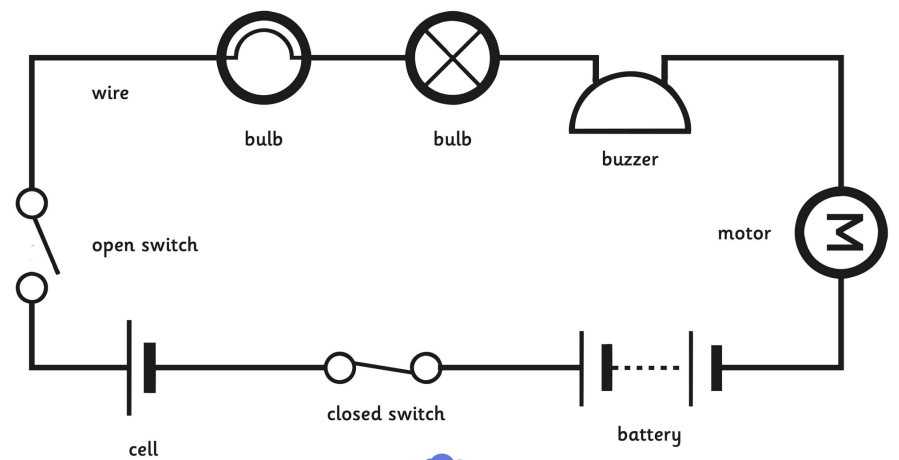 wire
bulb
bulb
buzzer
open switch
motor
M
closed switch
battery
cell